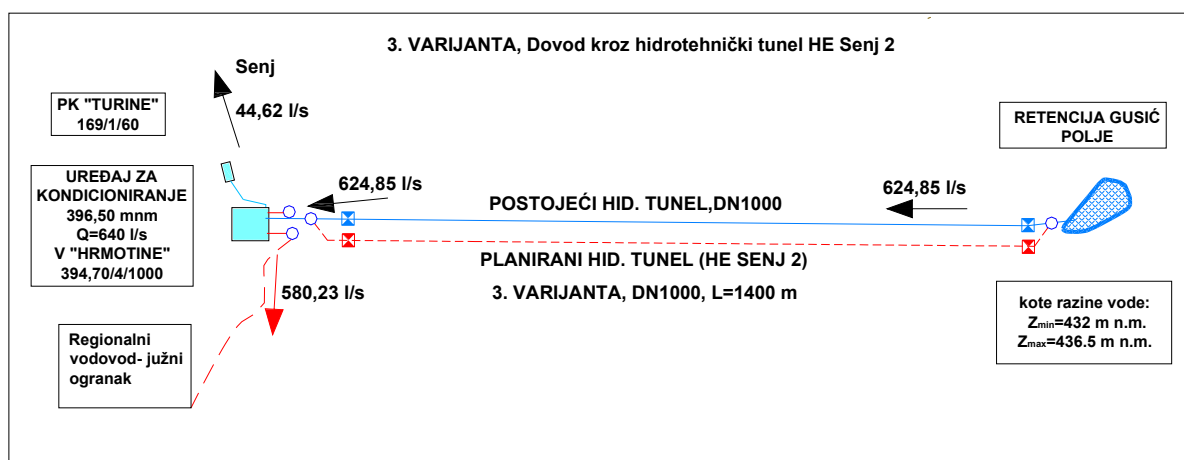 3. VARIJANTA, Dovod kroz hidrotehnički tunel HE Senj 2
Senj
44,62 l/s
PK "TURINE"
169/1/60
UREĐAJ ZA
KONDICIONIRANJE
396,50 mnm
Q=640 l/s
V "HRMOTINE"
394,70/4/1000
624,85 l/s
POSTOJEĆI HID. TUNEL,DN1000
624,85 l/s
RETENCIJA GUSIĆ
POLJE
PLANIRANI HID. TUNEL (HE SENJ 2)
3. VARIJANTA, DN1000, L=1400 m
580,23 l/s
Regionalni
vodovod- južni
ogranak
kote razine vode:
Zmin=432 m n.m.
Zmax=436.5 m n.m.